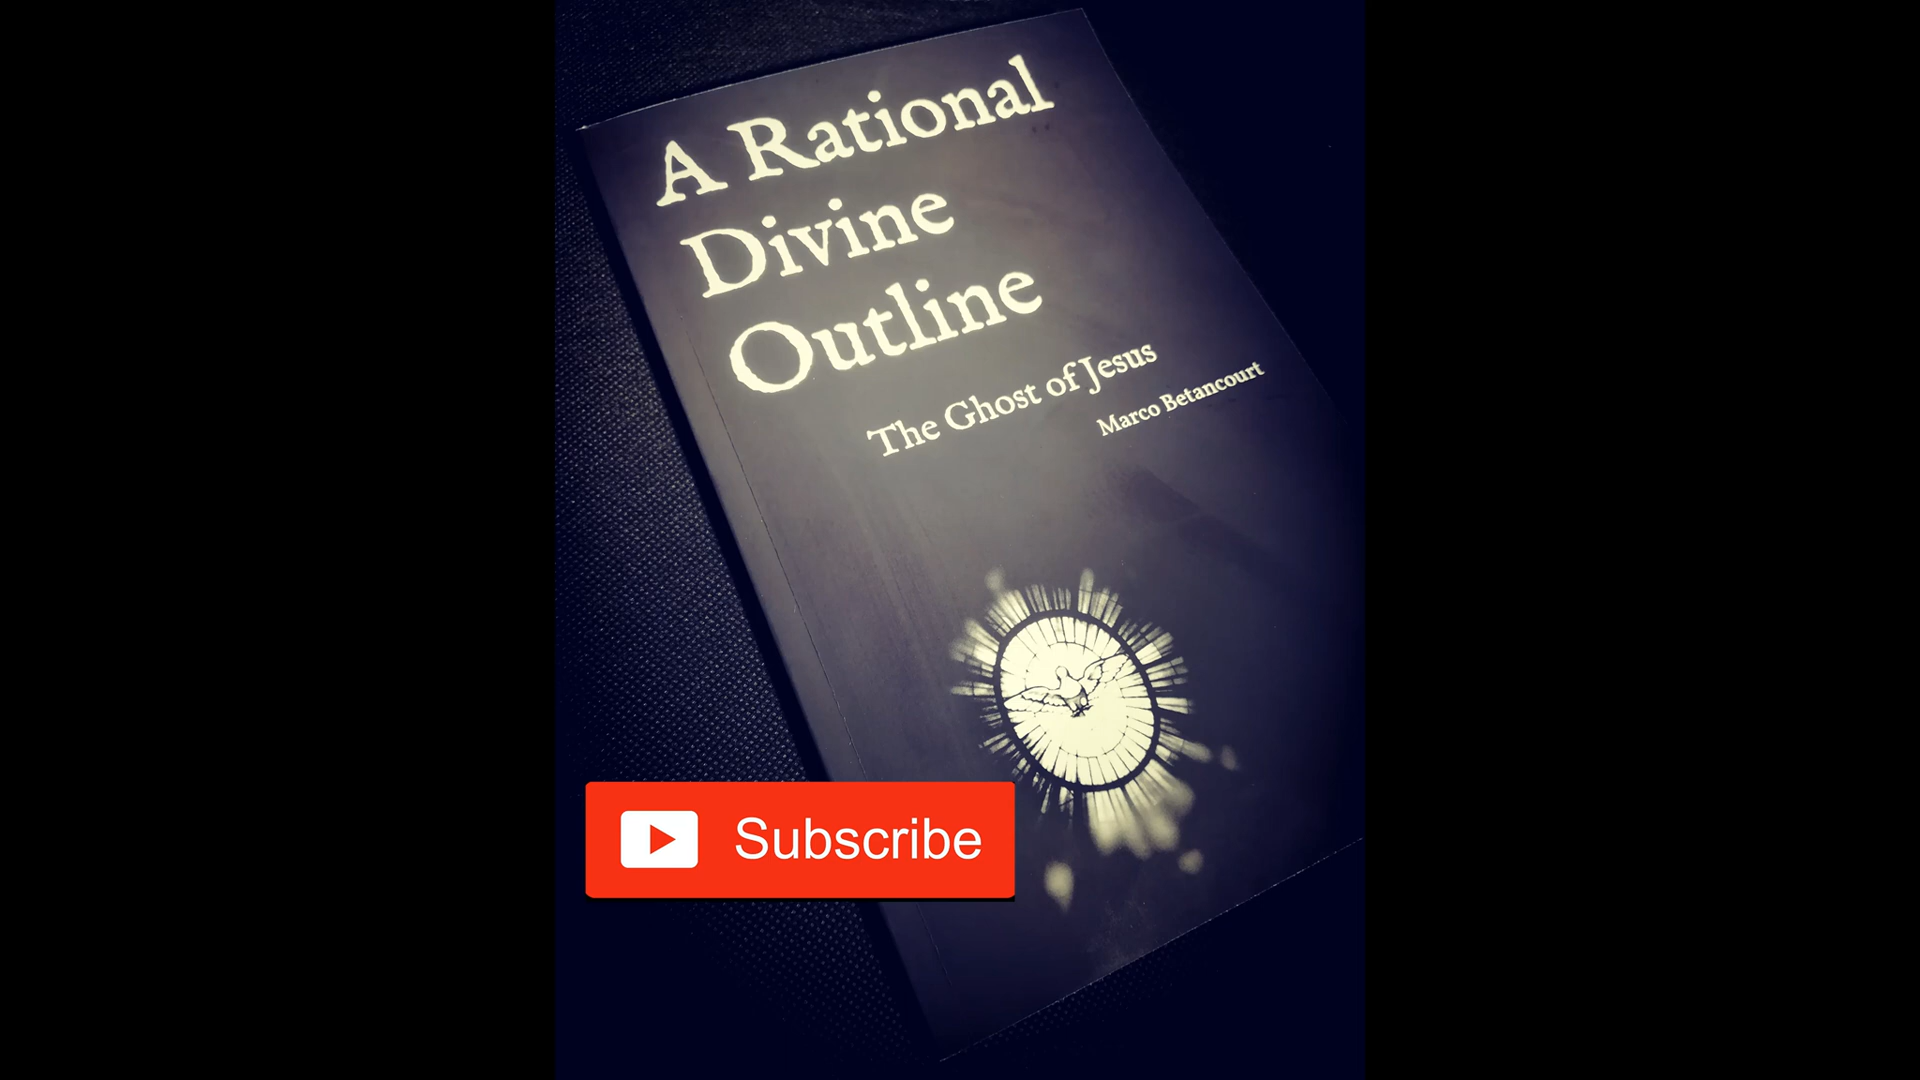 A Rational
Divine
Outline
The Ghost of Jesus
Marco Betancourt
Subscribe